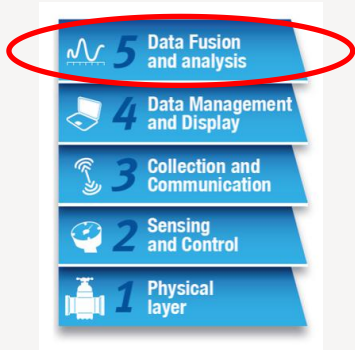 5 Data Fusion
and analysis
4 Data Management
and Display
3 Collection and
Communication
2 Sensing
and Control
1 Physical
layer